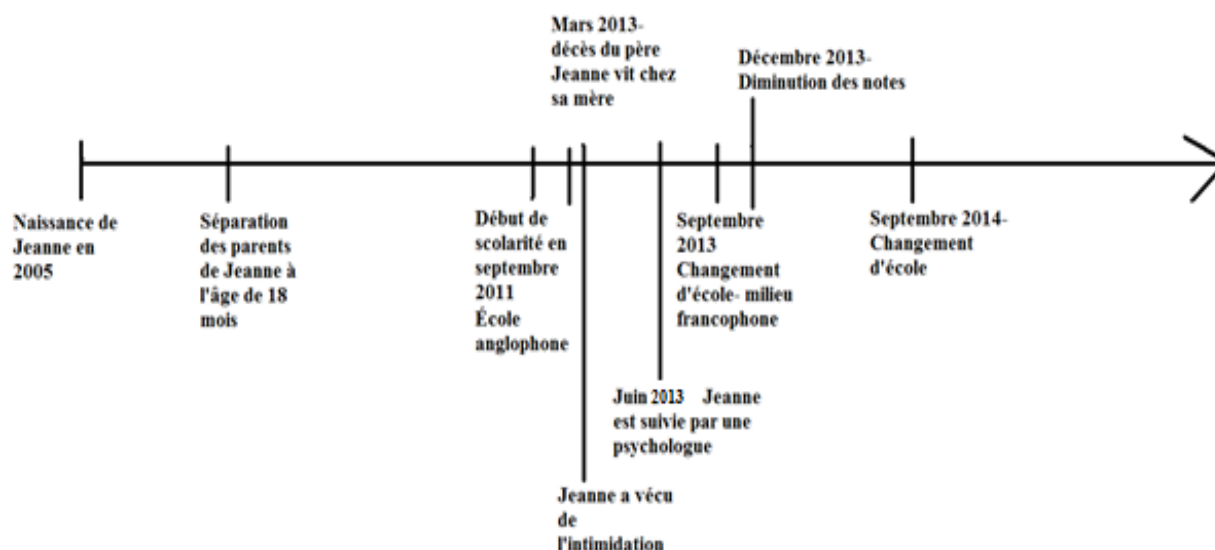 Mars 2013-
décès du père
Jeanne vit chez
sa mère
Décembre 2013-
Diminution des notes
Naissance de
Jeanne en
2005
Séparation
des parents
de Jeanne à
l'âge de 18
mois
Début de
scolarité en
septembre
2011
École
anglophone
Septembre
2013
Changement
d'école- milieu
francophone
Septembre 2014-
Changement
d'école
Juin 2013 Jeanne
est suivie par une
psychologue
Jeanne a vécu
de
l'intimidation